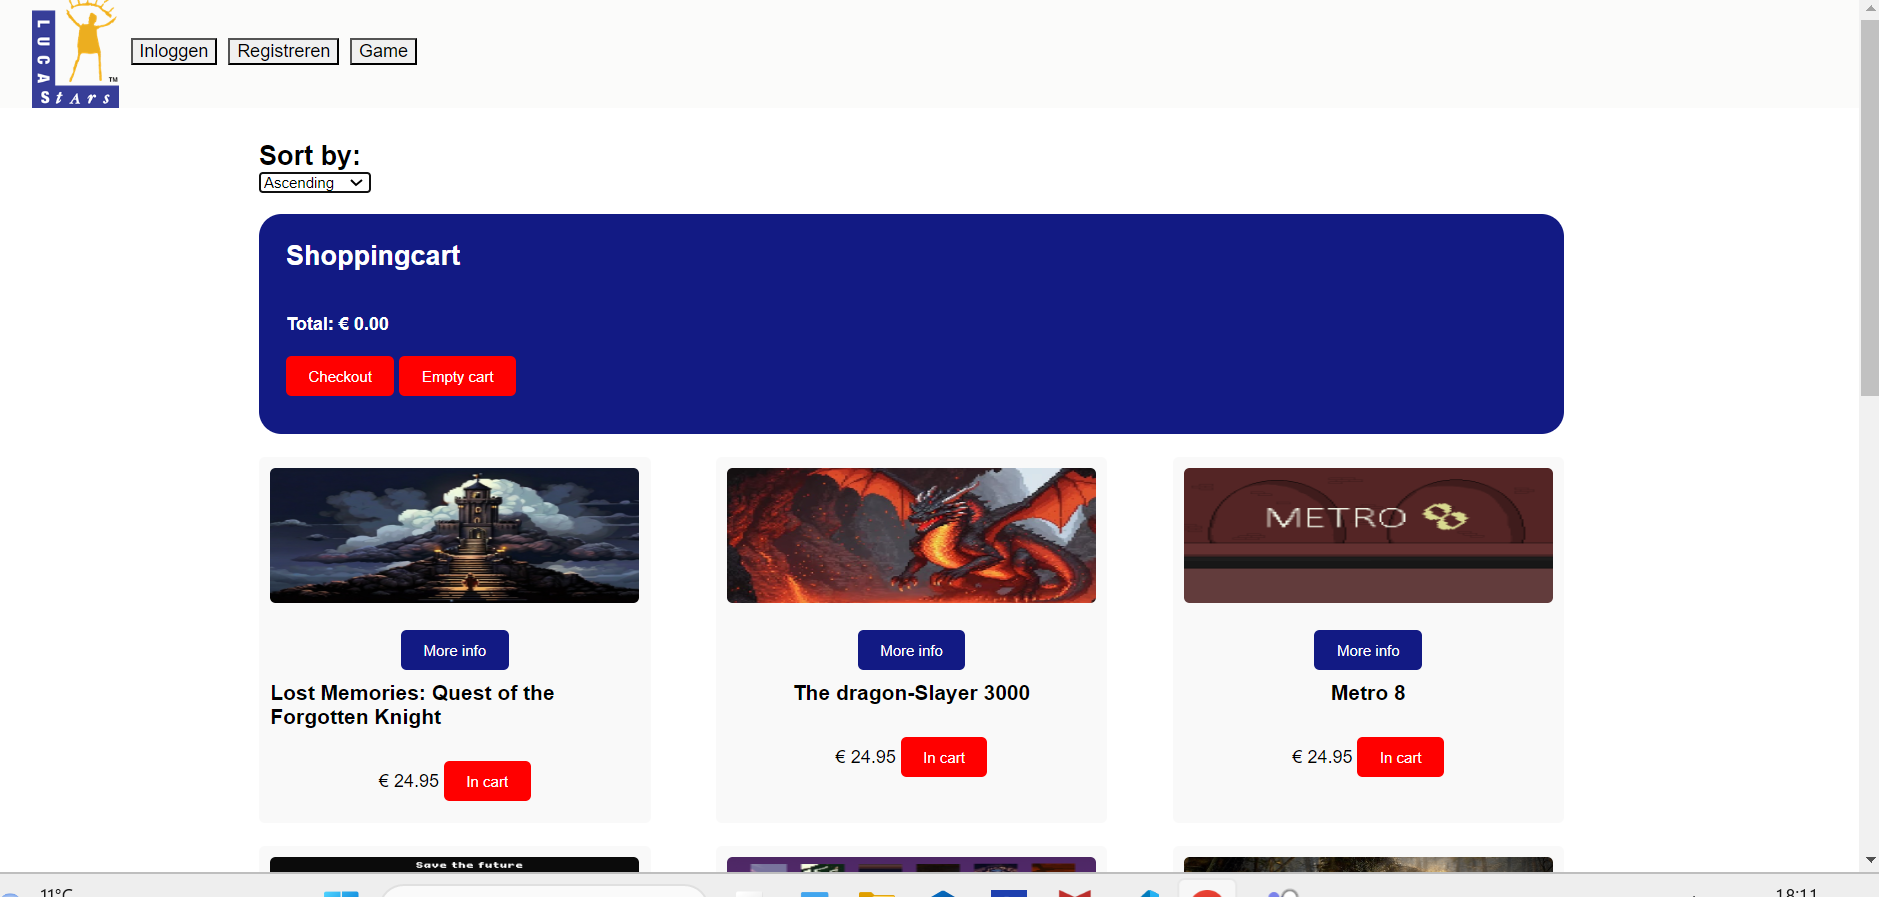 LUCA
Stars
TM
Inloggen Registreren Game
Sort by:
Ascending
Shoppingcart
Total: € 0.00
Checkout Empty cart
METRO 8
More info More info More info
Lost Memories: Quest of the
Forgotten Knight
The dragon-Slayer 3000
Metro 8
€ 24.95 In cart
€ 24.95 In cart
€ 24.95 In cart
Save the future
11°C
18:11